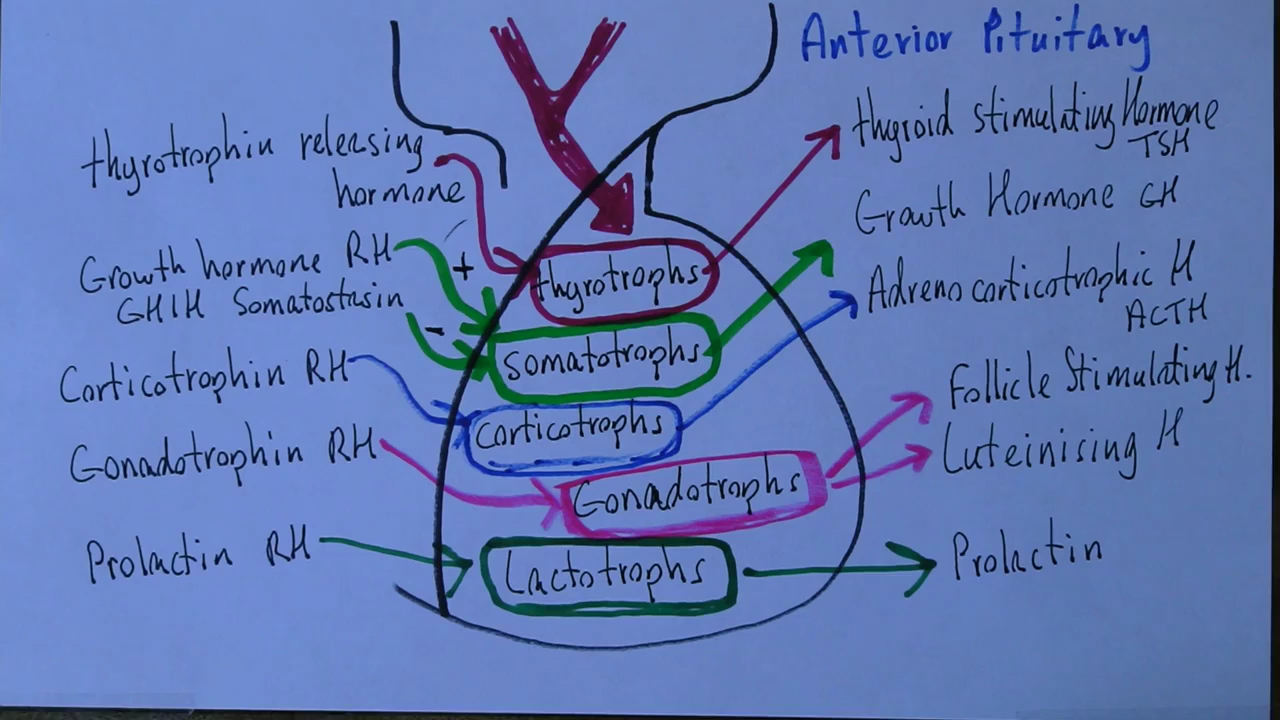 Anterior Pituitary
thyrotrophin releasing
hormone
Growth hormone RH
+
GHIH Somatostasin
-
Corticotrophin RH
Gonadotrophin RH
Prolactin RH
thyrotrophs
Somatotrophs
Corticotrophs
Gonadotrophs
Lactotrophs
thyroid stimulating Hormone
TSH
Growth Hormone GH
Adreno corticotrophic H
ACTH
Follicle Stimulating H.
Luteinising H
Prolactin